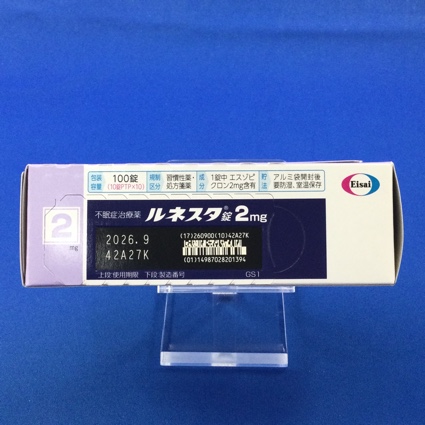 包装容量 100錠 (10錠PTP×10) 規制区分 習慣性薬・処方箋薬 成分 1錠中 エスゾピクロン2mg含有 貯法 アルミ袋開封後要防湿、室温保存
Eisai
2 mg
不眠症治療薬 ルネスタ®錠 2mg
2026.9
42A27K
(17)260900(10)42A27K
(01)14987028201394
上段 使用期限 下段 製造番号
GS1